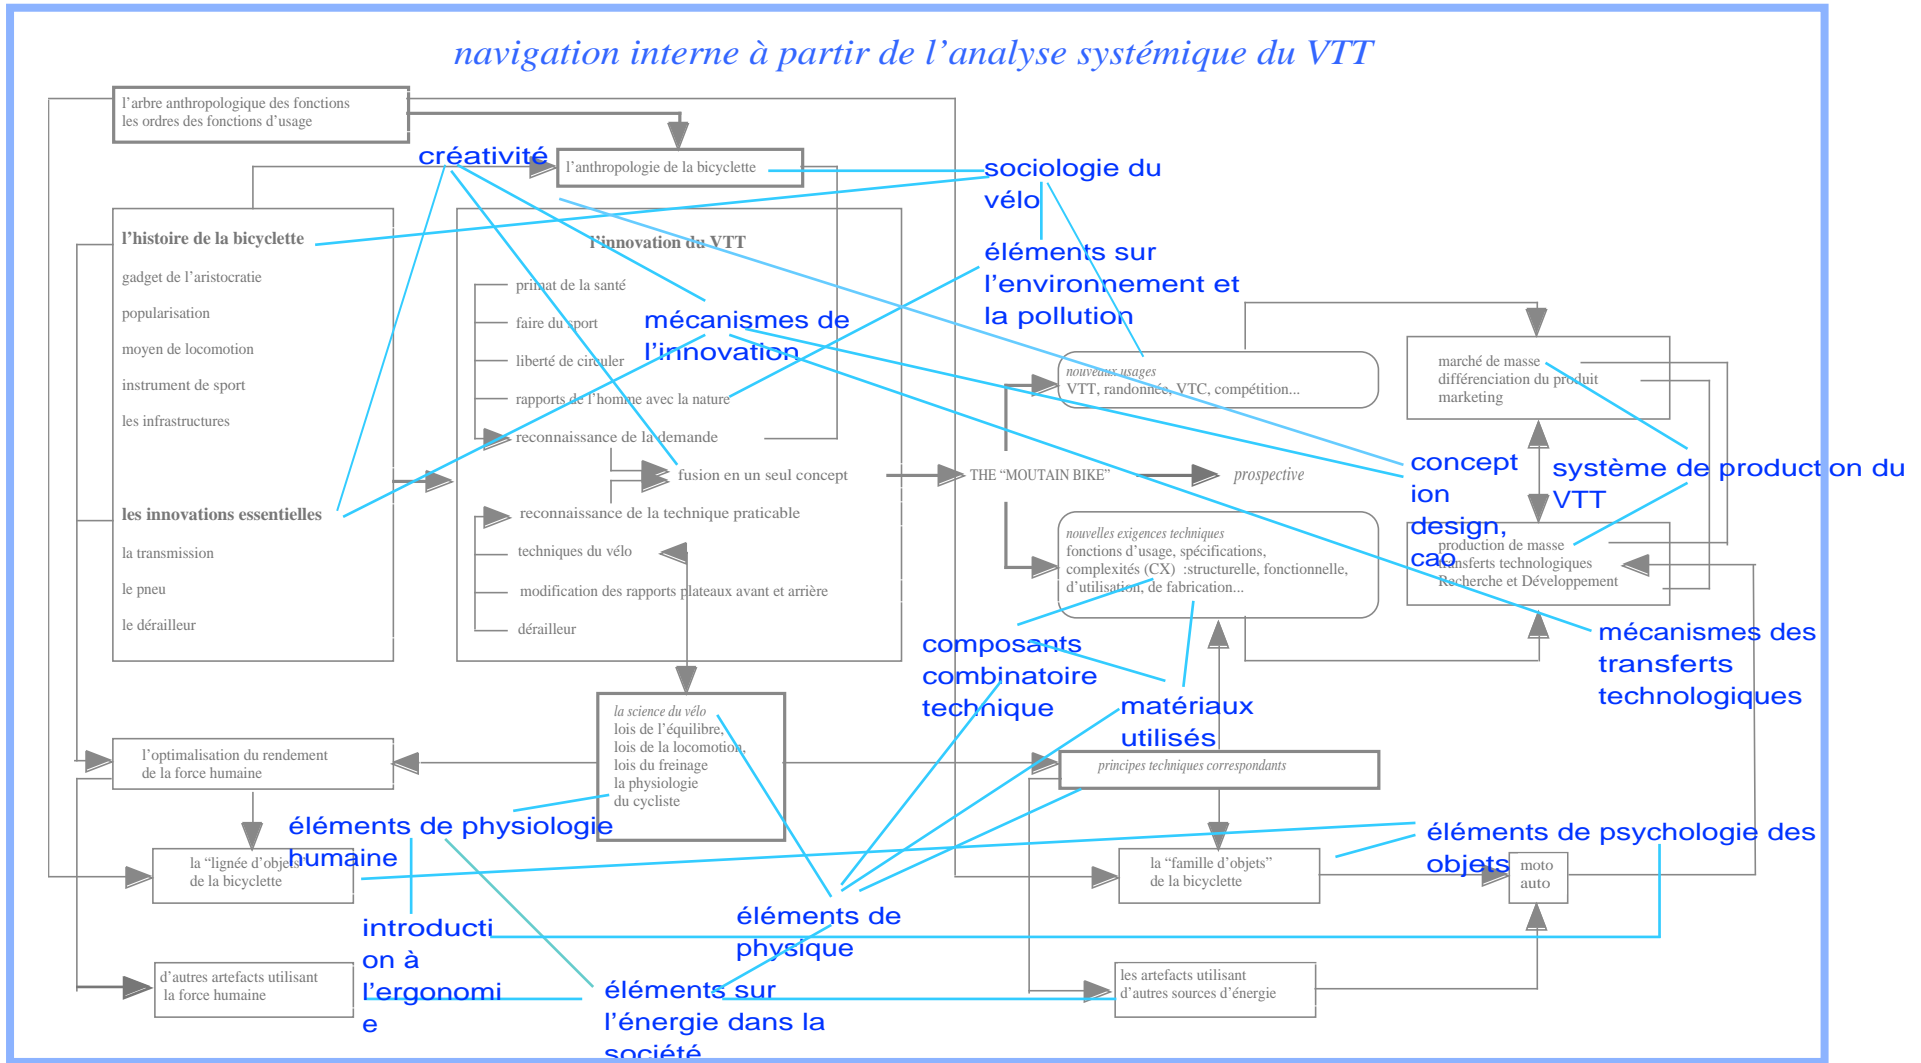 navigation interne à partir de l’analyse systémique du VTT
l’arbre anthropologique des fonctions
les ordres des fonctions d’usage
créativité
l’anthropologie de la bicyclette
sociologie du
vélo
l’histoire de la bicyclette
gadget de l’aristocratie
popularisation
moyen de locomotion
instrument de sport
les infrastructures
les innovations essentielles
la transmission
le pneu
le dérailleur
l’innovation du VTT
primat de la santé
faire du sport
liberté de circuler
rapports de l’homme avec la nature
reconnaissance de la demande
fusion en un seul concept
reconnaissance de la technique praticable
techniques du vélo
modification des rapports plateaux avant et arrière
dérailleur
mécanismes de
l’innovation
éléments sur
l’environnement et
la pollution
nouveaux usages
VTT, randonnée, VTC, compétition...
THE “MOUTAIN BIKE”
prospective
nouvelles exigences techniques
fonctions d’usage, spécifications,
complexités (CX) :structurelle, fonctionnelle,
d’utilisation, de fabrication...
marché de masse
différenciation du produit
marketing
concept
ion
design,
cao
système de production du
VTT
production de masse
transferts technologiques
Recherche et Développement
mécanismes des
transferts
technologiques
composants
combinatoire
technique
matériaux
utilisés
la science du vélo
lois de l’équilibre,
lois de la locomotion,
lois du freinage
la physiologie
du cycliste
l’optimalisation du rendement
de la force humaine
principes techniques correspondants
éléments de physiologie
humaine
la “lignée d’objets”
de la bicyclette
éléments de psychologie des
objets
la “famille d’objets”
de la bicyclette
moto
auto
introducti
on à
l’ergonomi
e
éléments de
physique
d’autres artefacts utilisant
la force humaine
éléments sur
l’énergie dans la
société
les artefacts utilisant
d’autres sources d’énergie